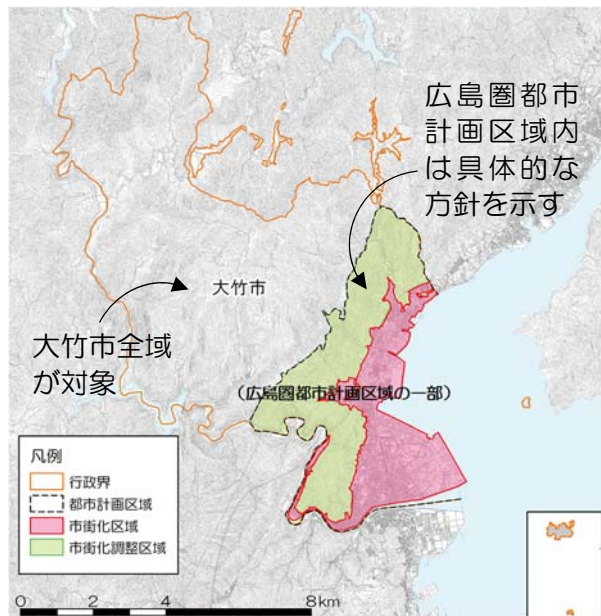 広島圏都市
計画区域内
は具体的な
方針を示す
大竹市
大竹市全域
が対象
（広島圏都市計画区域の一部）
凡例
行政界
都市計画区域
市街化区域
市街化調整区域
0 2 4 8km